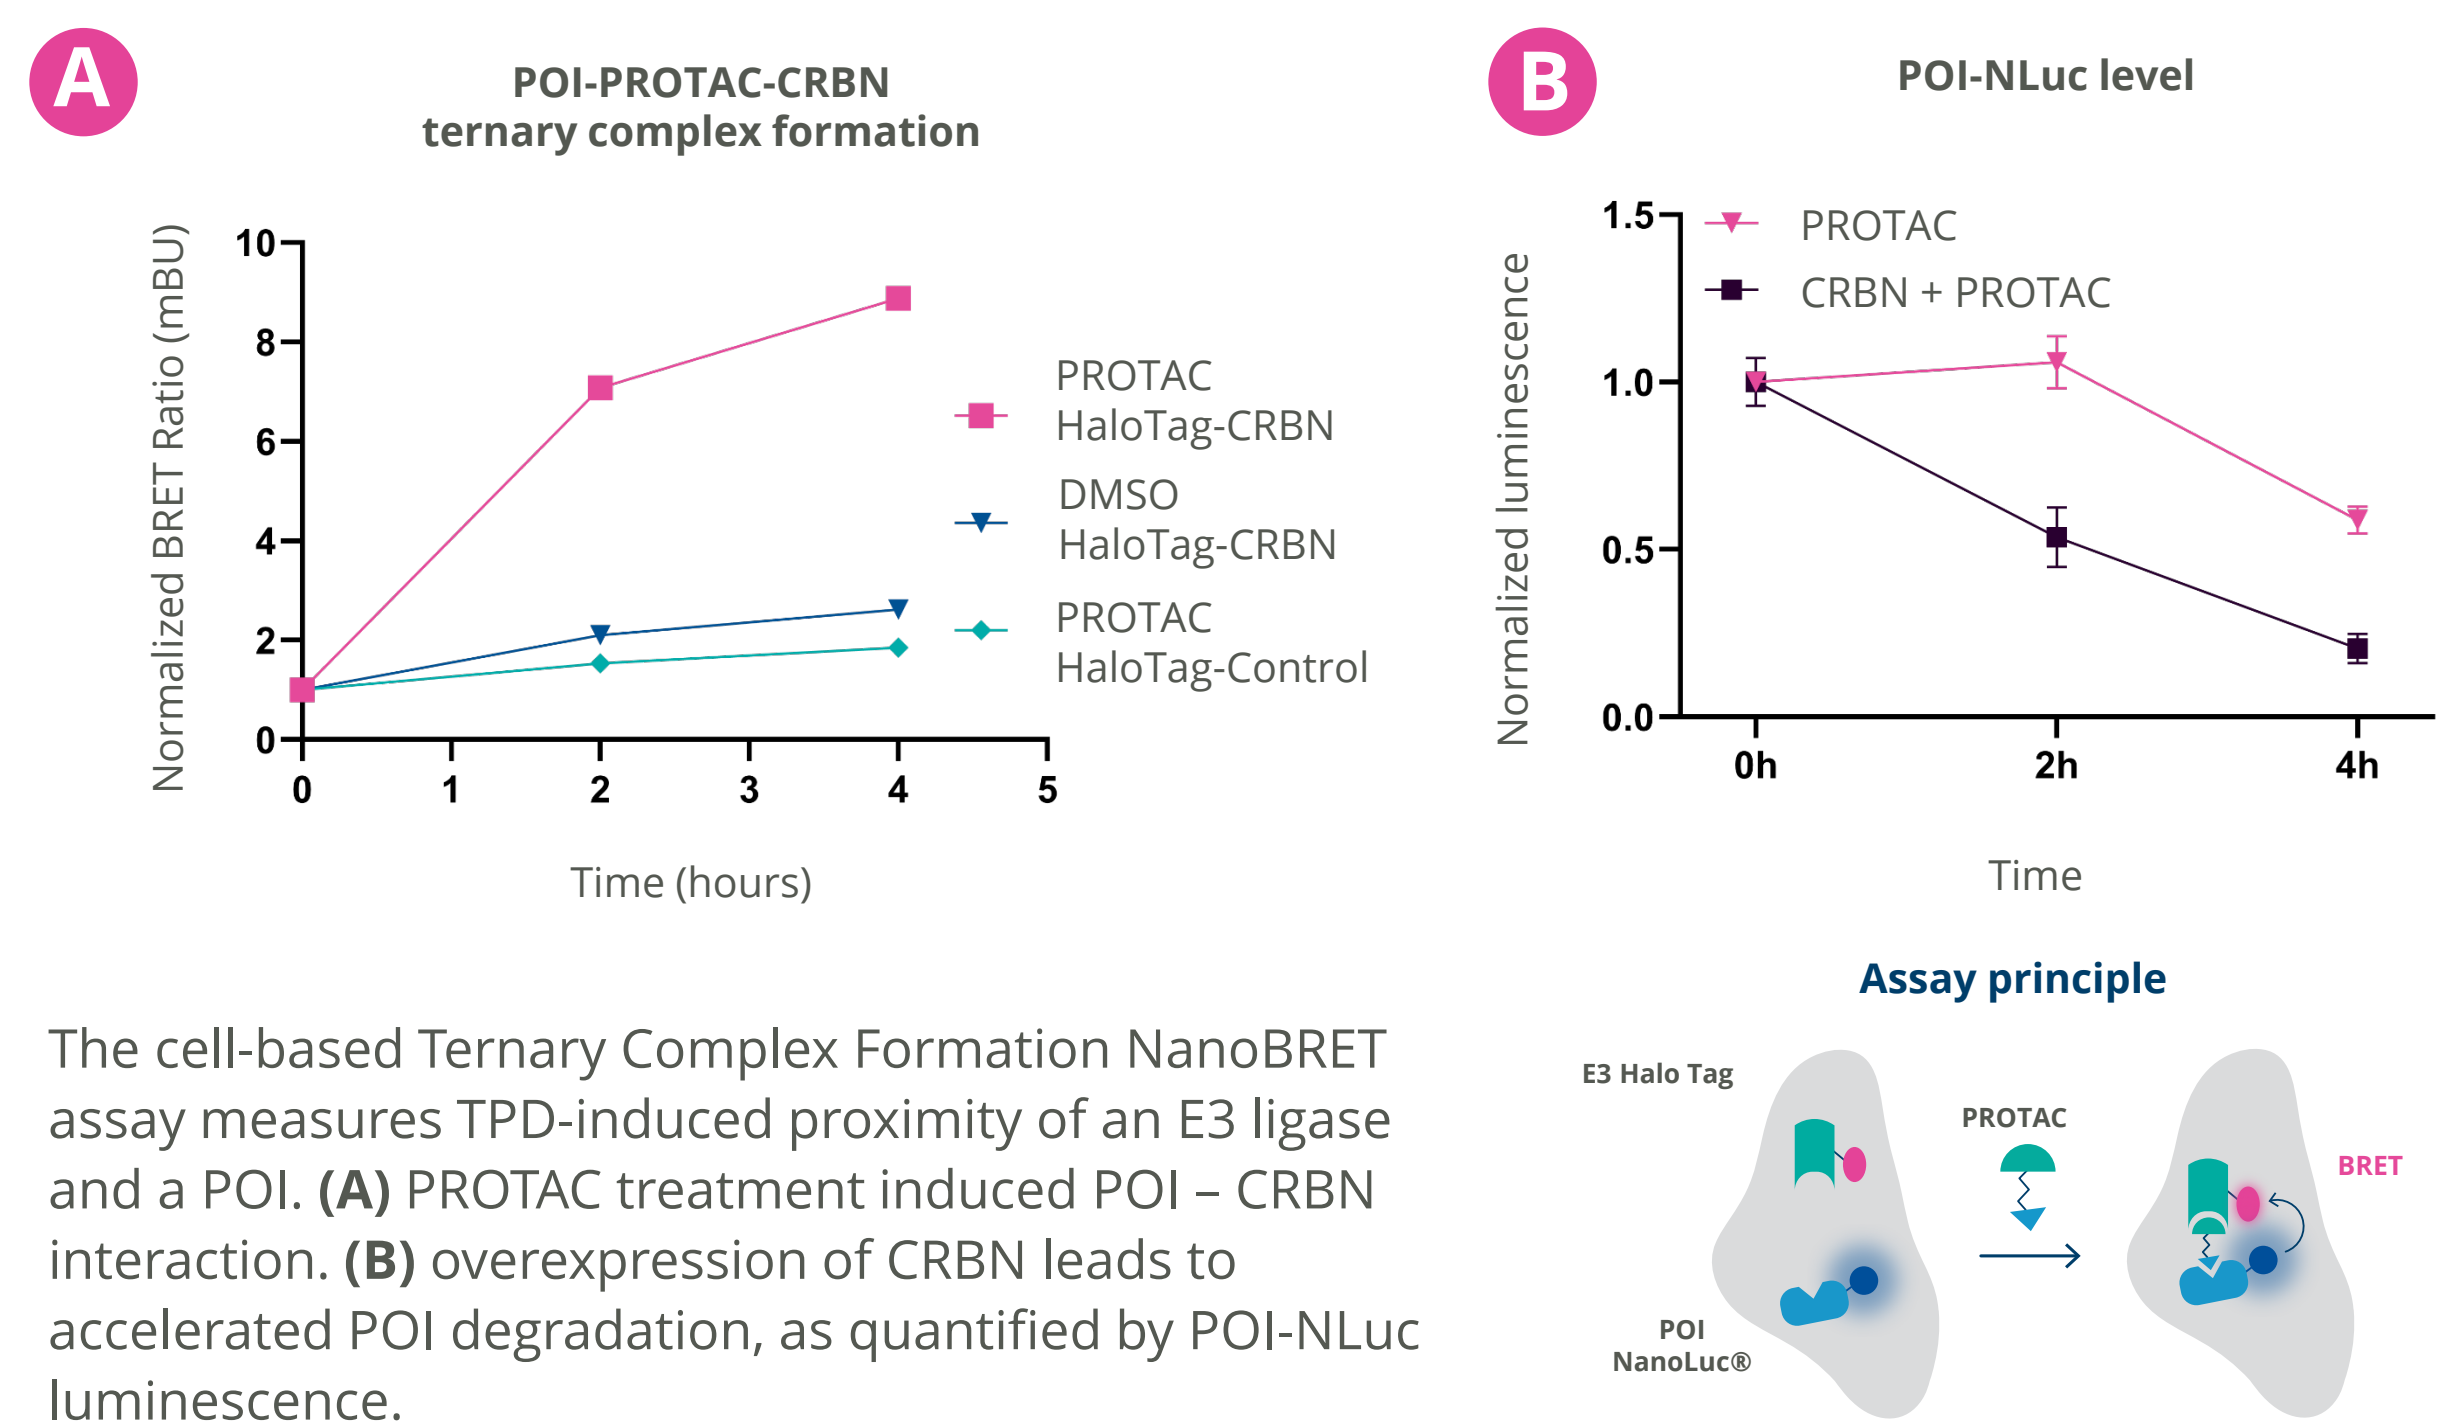 A
POI-PROTAC-CRBN
ternary complex formation
Normalized BRET Ratio (mBU)
10
8
6
4
2
0
0 1 2 3 4 5
Time (hours)
PROTAC
HaloTag-CRBN
DMSO
HaloTag-CRBN
PROTAC
HaloTag-Control
B
POI-NLuc level
Normalized luminescence
1.5
1.0
0.5
0.0
PROTAC
CRBN + PROTAC
0h 2h 4h
Time
The cell-based Ternary Complex Formation NanoBRET
assay measures TPD-induced proximity of an E3 ligase
and a POI. (A) PROTAC treatment induced POI – CRBN
interaction. (B) overexpression of CRBN leads to
accelerated POI degradation, as quantified by POI-NLuc
luminescence.
Assay principle
E3 Halo Tag
PROTAC
BRET
POI
NanoLuc®